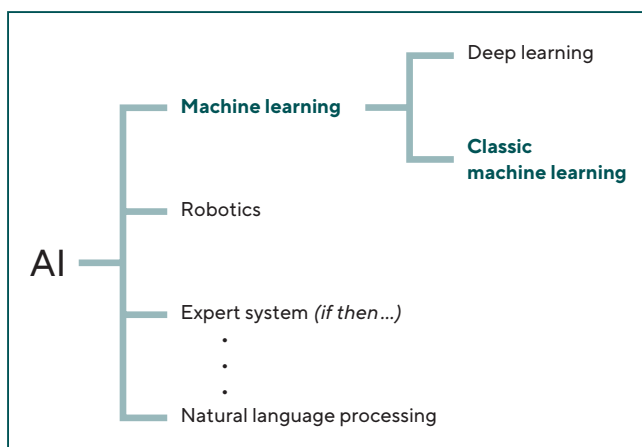 Deep learning
Machine learning
Classic
machine learning
Robotics
AI
Expert system (if then...)
Natural language processing